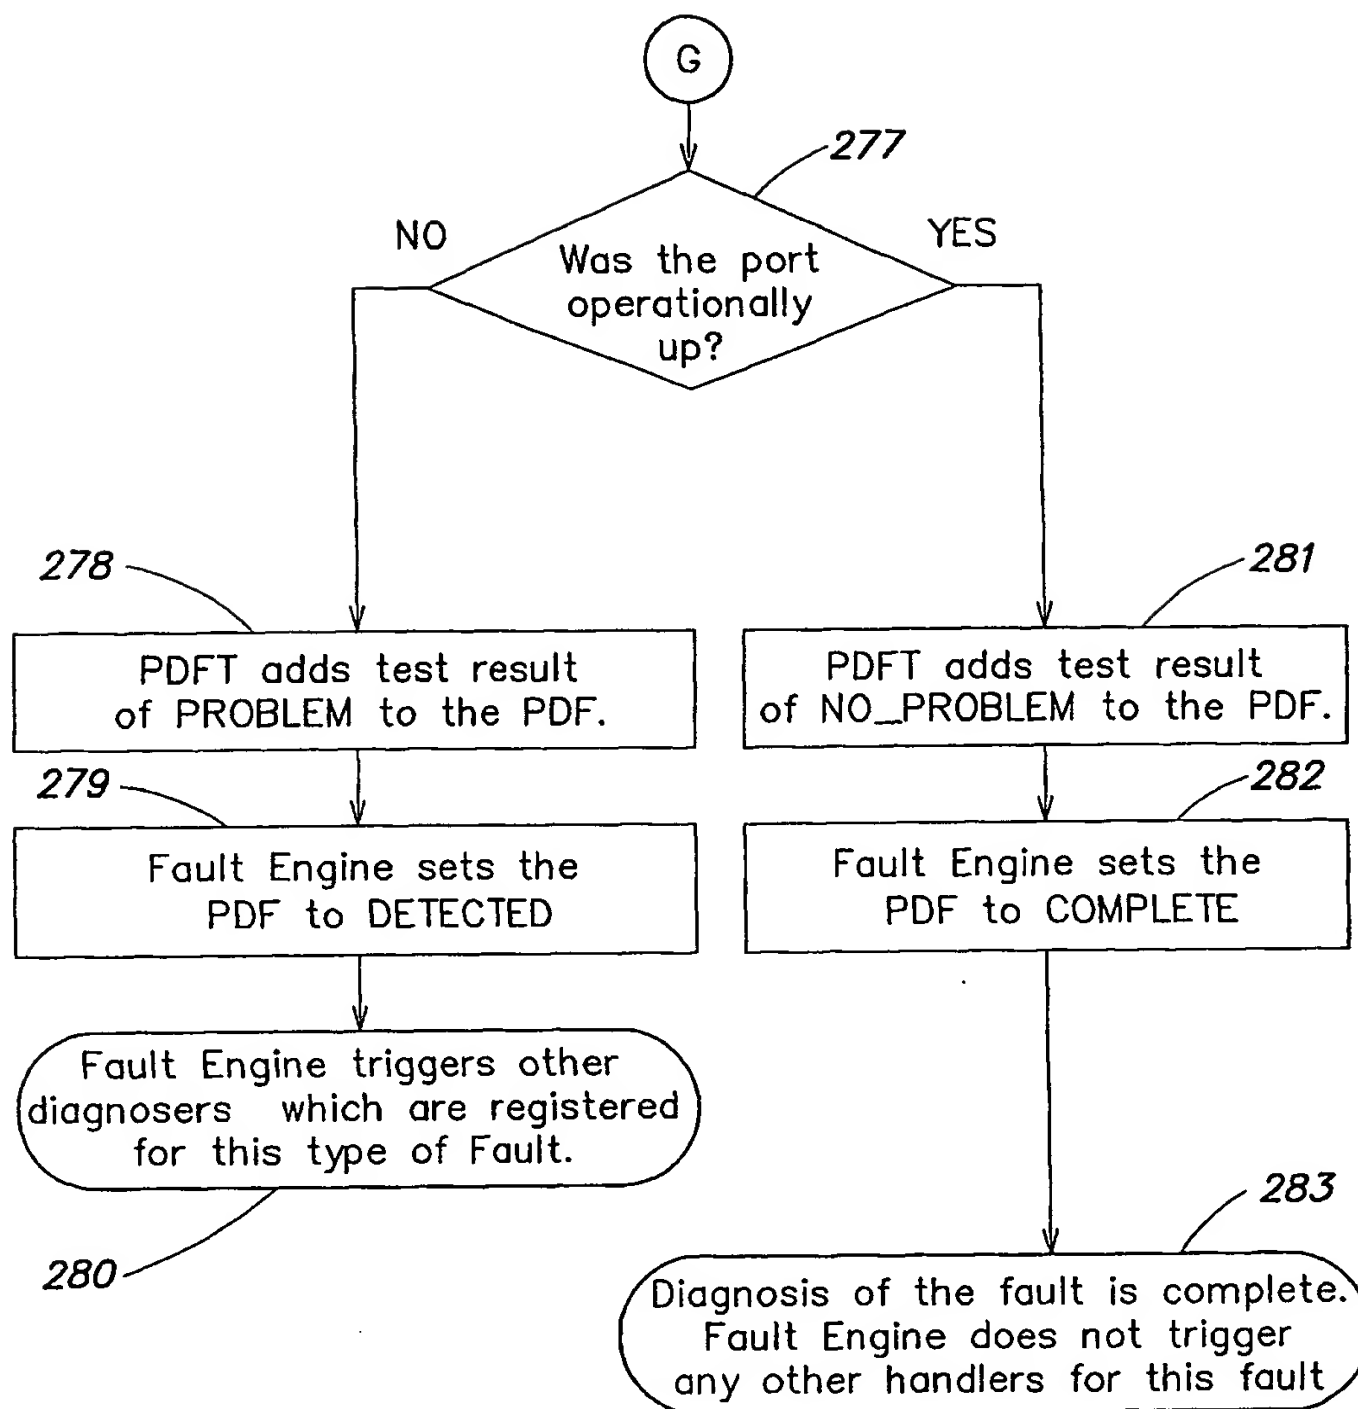 G
277
NO
YES
Was the port
operationally
up?
278
281
PDFT adds test result
of PROBLEM to the PDF.
PDFT adds test result
of NO_PROBLEM to the PDF.
279
282
Fault Engine sets the
PDF to DETECTED
Fault Engine sets the
PDF to COMPLETE
Fault Engine triggers other
diagnosers which are registered
for this type of Fault.
280
283
Diagnosis of the fault is complete.
Fault Engine does not trigger
any other handlers for this fault